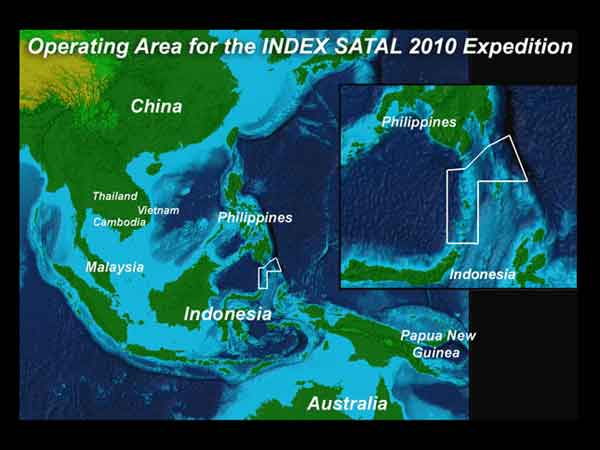 Operating Area for the INDEX SATAL 2010 Expedition
China
Philippines
Thailand
Vietnam
Cambodia
Philippines
Malaysia
Indonesia
Indonesia
Papua New
Guinea
Australia